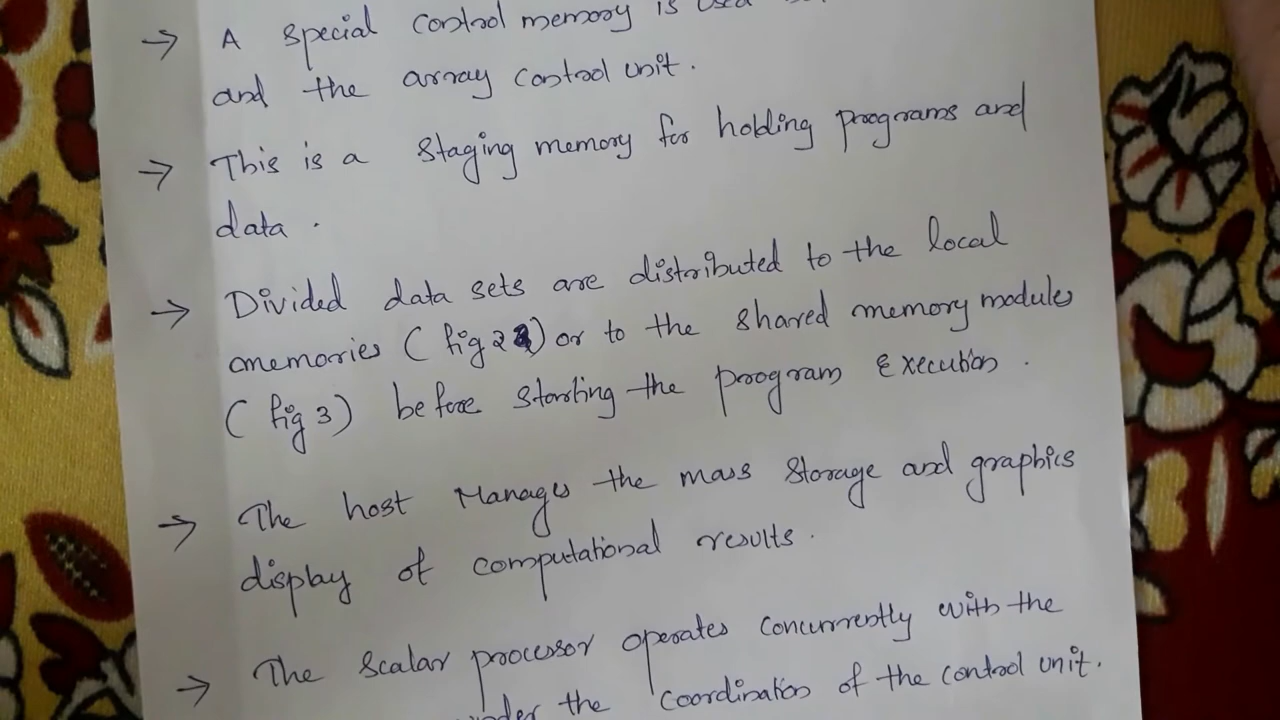 → A special control memory is used
and the array control unit.
→ This is a staging memory for holding programs and
data.
→ Divided data sets are distributed to the local
memories (fig 2) or to the shared memory modules
(fig 3) before starting the program Execution.
→ The host Manages the mass storage and graphics
display of computational results.
→ The scalar processor operates concurrently with the
under the coordination of the control unit.